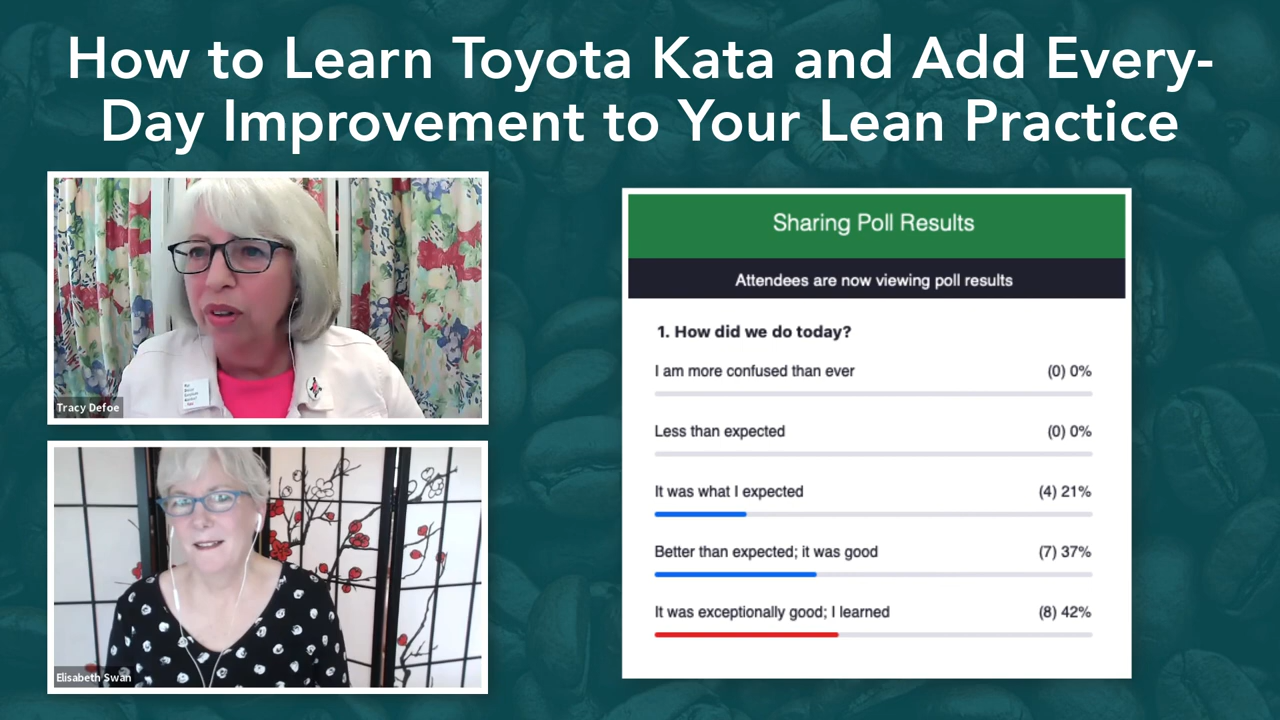 How to Learn Toyota Kata and Add Every-
Day Improvement to Your Lean Practice
Tracy Defoe
Elisabeth Swan
Sharing Poll Results
Attendees are now viewing poll results
1. How did we do today?
I am more confused than ever (0) 0%
Less than expected (0) 0%
It was what I expected (4) 21%
Better than expected; it was good (7) 37%
It was exceptionally good; I learned (8) 42%